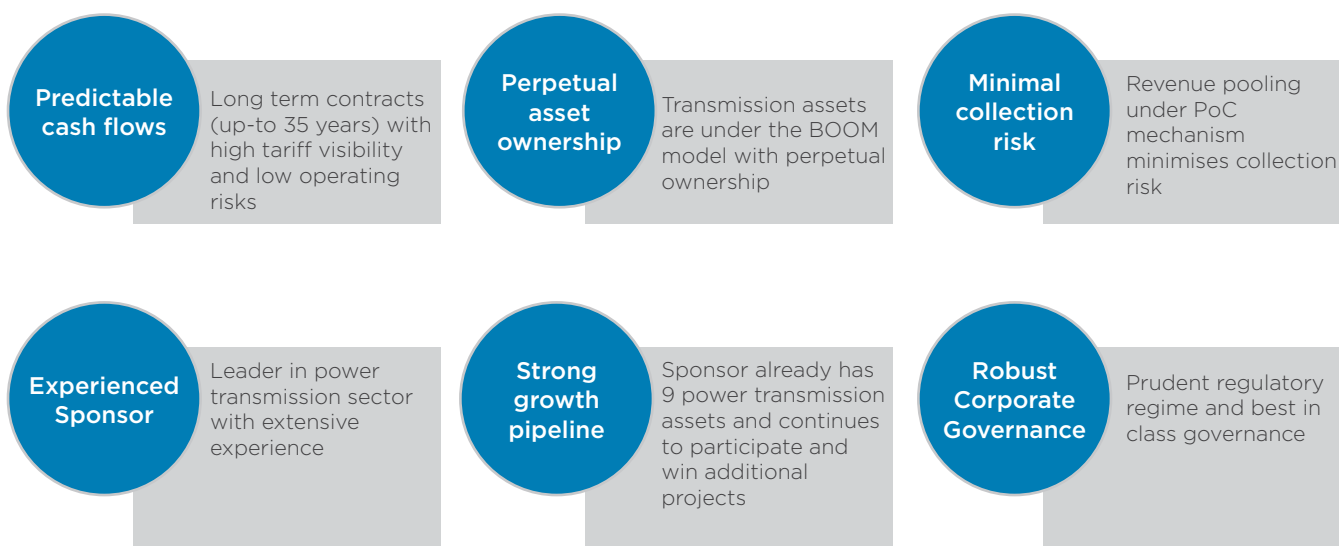 Predictable
cash flows
Long term contracts
(up-to 35 years) with
high tariff visibility
and low operating
risks
Perpetual
asset
ownership
Transmission assets
are under the BOOM
model with perpetual
ownership
Minimal
collection
risk
Revenue pooling
under PoC
mechanism
minimises collection
risk
Experienced
Sponsor
Leader in power
transmission sector
with extensive
experience
Strong
growth
pipeline
Sponsor already has
9 power transmission
assets and continues
to participate and
win additional
projects
Robust
Corporate
Governance
Prudent regulatory
regime and best in
class governance